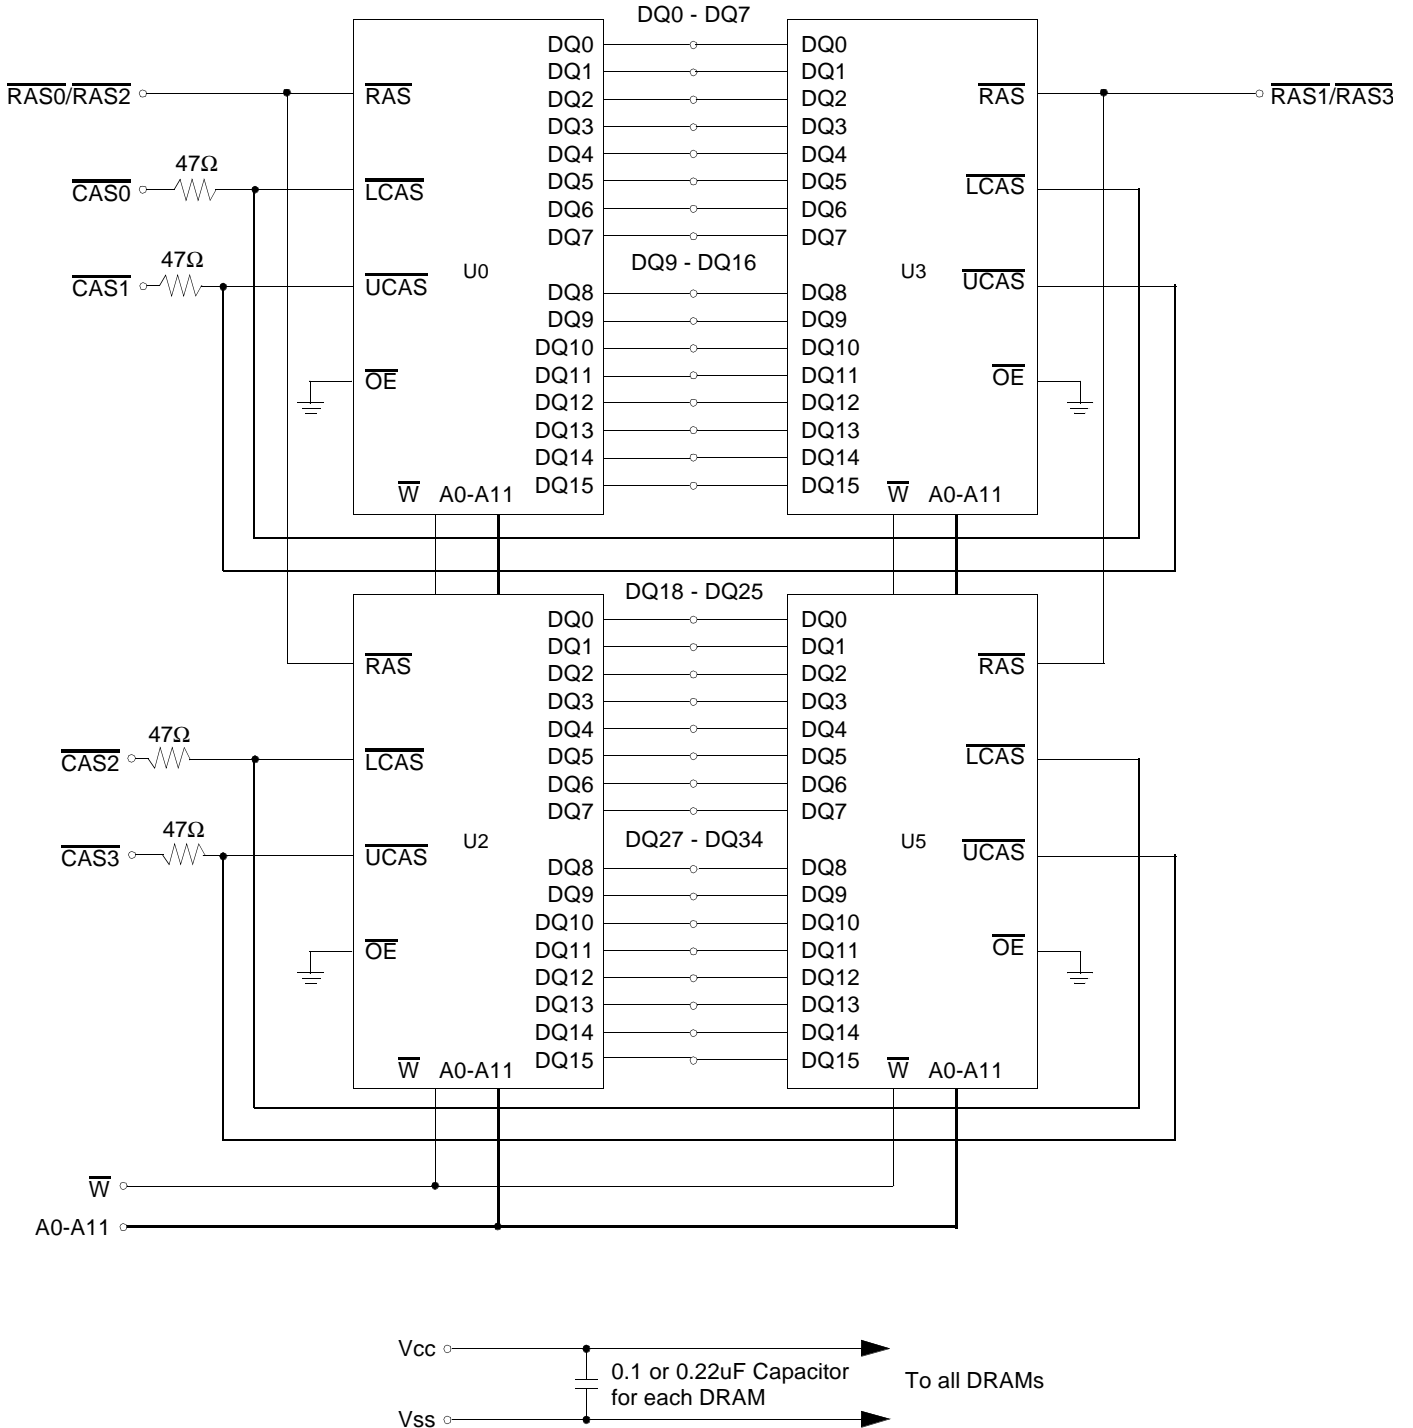 DQ0 - DQ7
DQ0 DQ0
DQ1 DQ1
RAS0/RAS2 RAS DQ2 DQ2 RAS RAS1/RAS3
DQ3 DQ3
DQ4 DQ4
47Ω
CAS0 LCAS DQ5 DQ5 LCAS
DQ6 DQ6
DQ7 DQ7
47Ω
DQ9 - DQ16
U0 U3
CAS1 UCAS UCAS
DQ8 DQ8
DQ9 DQ9
DQ10 DQ10
OE DQ11 DQ11 OE
DQ12 DQ12
DQ13 DQ13
DQ14 DQ14
W A0-A11 DQ15 DQ15 W A0-A11
DQ18 - DQ25
DQ0 DQ0
DQ1 DQ1
RAS DQ2 DQ2 RAS
DQ3 DQ3
47Ω
DQ4 DQ4
CAS2 LCAS DQ5 DQ5 LCAS
DQ6 DQ6
DQ7 DQ7
47Ω
DQ27 - DQ34
U2 U5
CAS3 UCAS UCAS
DQ8 DQ8
DQ9 DQ9
DQ10 DQ10
OE DQ11 DQ11 OE
DQ12 DQ12
DQ13 DQ13
DQ14 DQ14
W A0-A11 DQ15 DQ15 W A0-A11
W
A0-A11
Vcc
0.1 or 0.22uF Capacitor
for each DRAM
To all DRAMs
Vss